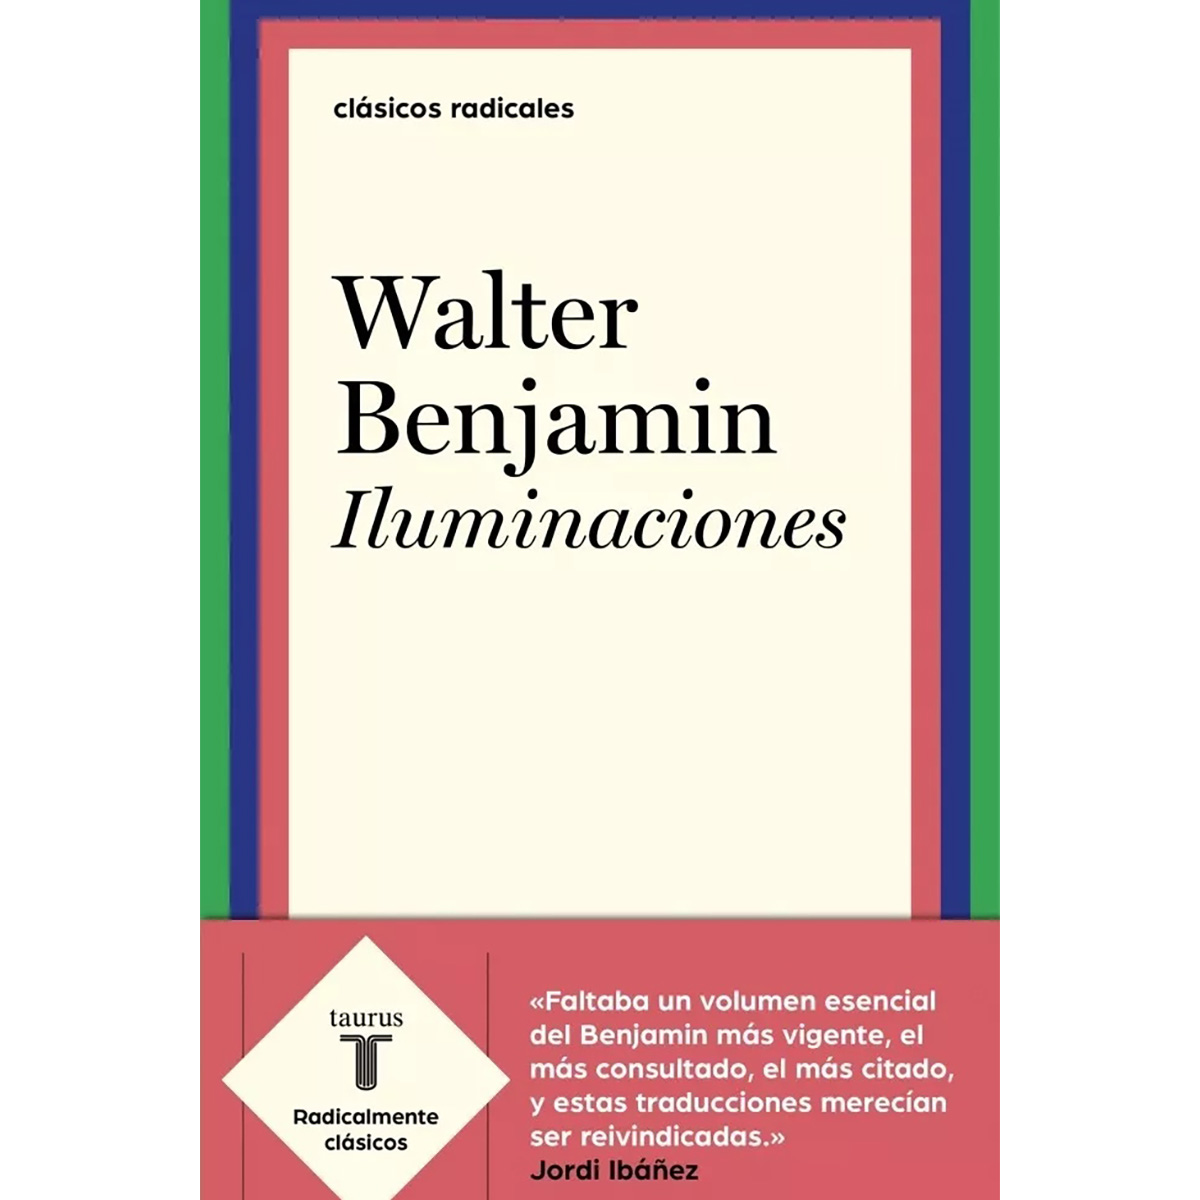 clásicos radicales
Walter
Benjamin
Iluminaciones
taurus
Radicalmente
clásicos
«Faltaba un volumen esencial
del Benjamin más vigente, el
más consultado, el más citado,
y estas traducciones merecían
ser reivindicadas.»
Jordi Ibáñez